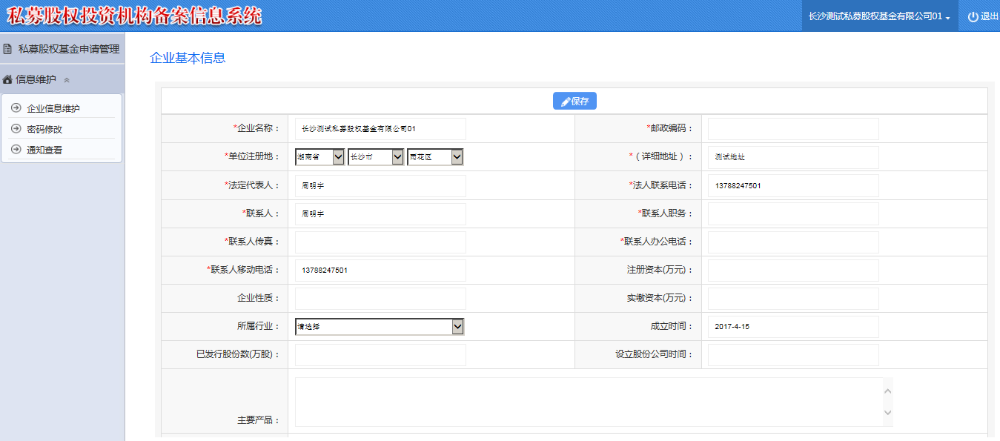 私募股权投资机构备案信息系统
长沙测试私募股权基金有限公司01
退出
私募股权基金申请管理
信息维护
企业信息维护
密码修改
通知查看
企业基本信息
保存
*企业名称： 长沙测试私募股权基金有限公司01 *邮政编码：
*单位注册地： 湖南省 长沙市 雨花区 *（详细地址）： 测试地址
*法定代表人： 周明宇 *法人联系电话： 13788247501
*联系人： 周明宇 *联系人职务：
*联系人传真： *联系人办公电话：
*联系人移动电话： 13788247501 注册资本(万元)：
企业性质： 实缴资本(万元)：
所属行业： 请选择 成立时间： 2017-4-15
已发行股份数(万股)： 设立股份公司时间：
主要产品：